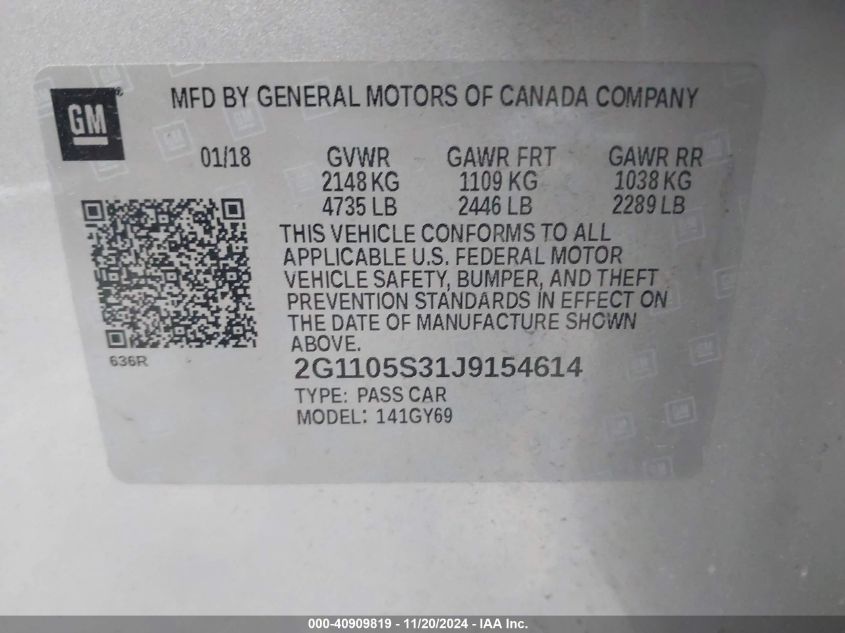 GM
MFD BY GENERAL MOTORS OF CANADA COMPANY
01/18 GVWR GAWR FRT GAWR RR
2148 KG 1109 KG 1038 KG
4735 LB 2446 LB 2289 LB
THIS VEHICLE CONFORMS TO ALL
APPLICABLE U.S. FEDERAL MOTOR
VEHICLE SAFETY, BUMPER, AND THEFT
PREVENTION STANDARDS IN EFFECT ON
THE DATE OF MANUFACTURE SHOWN
ABOVE.
636R
2G1105S31J9154614
TYPE: PASS CAR
MODEL: 141GY69
000-40909819 - 11/20/2024 - IAA Inc.